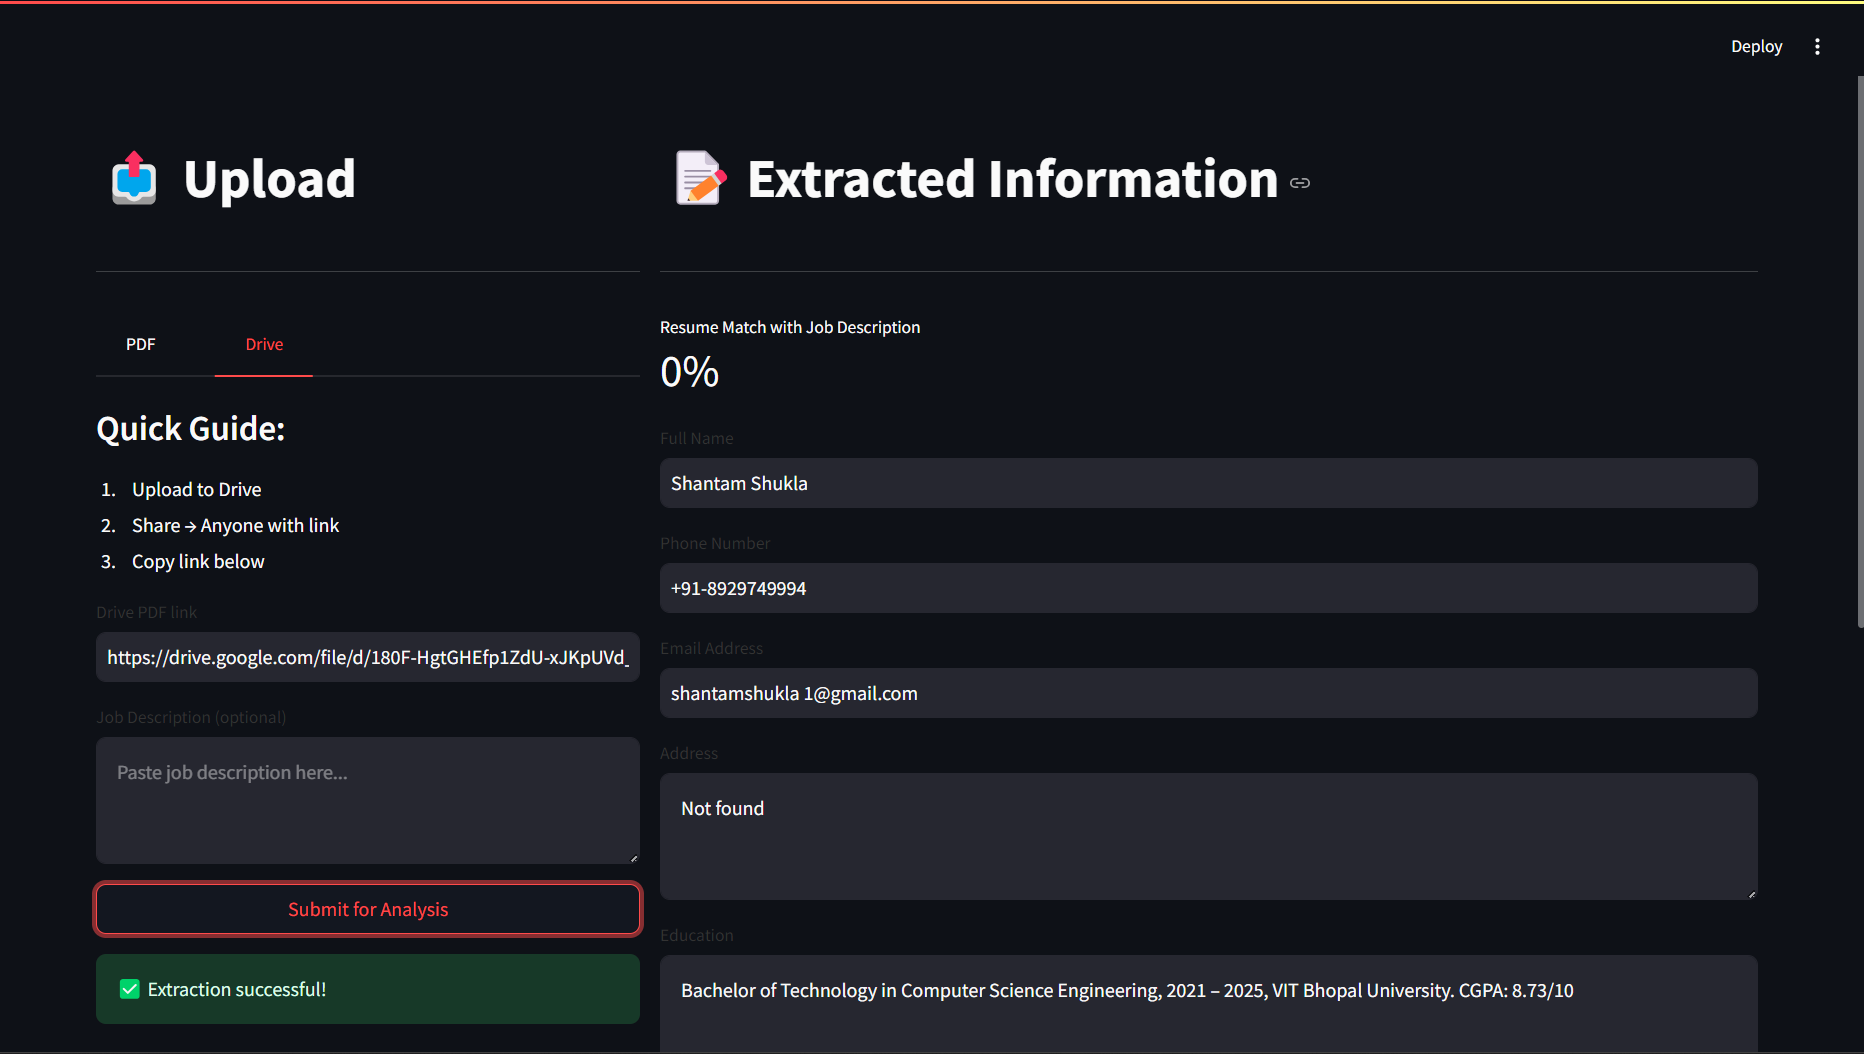 Deploy
Upload
PDF
Drive
Quick Guide:
1. Upload to Drive
2. Share → Anyone with link
3. Copy link below
Drive PDF link
https://drive.google.com/file/d/180F-HgtGHEfp1ZdU-xJKpUVd_
Job Description (optional)
Paste job description here...
Submit for Analysis
Extraction successful!
Extracted Information
Resume Match with Job Description
0%
Full Name
Shantam Shukla
Phone Number
+91-8929749994
Email Address
shantamshukla 1@gmail.com
Address
Not found
Education
Bachelor of Technology in Computer Science Engineering, 2021 – 2025, VIT Bhopal University. CGPA: 8.73/10